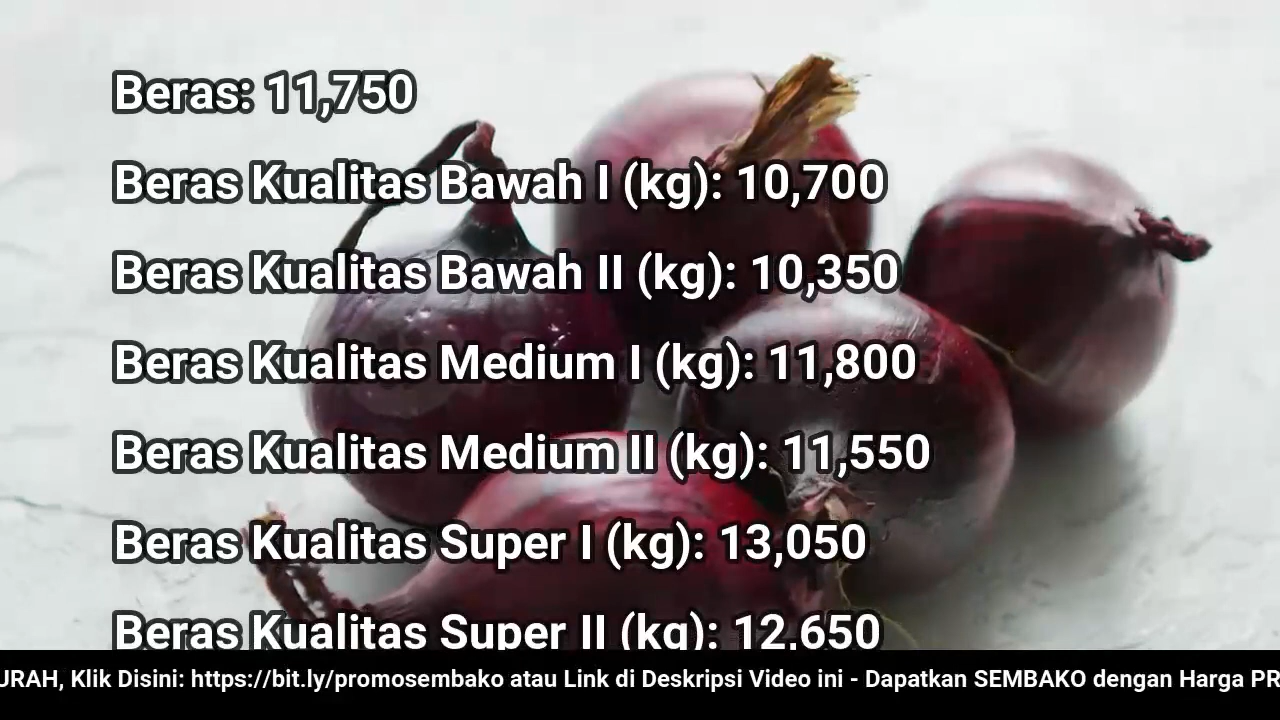 Beras: 11,750
Beras Kualitas Bawah I (kg): 10,700
Beras Kualitas Bawah II (kg): 10,350
Beras Kualitas Medium I (kg): 11,800
Beras Kualitas Medium II (kg): 11,550
Beras Kualitas Super I (kg): 13,050
Beras Kualitas Super II (kg): 12,650
URAH, Klik Disini: https://bit.ly/promosembako atau Link di Deskripsi Video ini - Dapatkan SEMBAKO dengan Harga PR